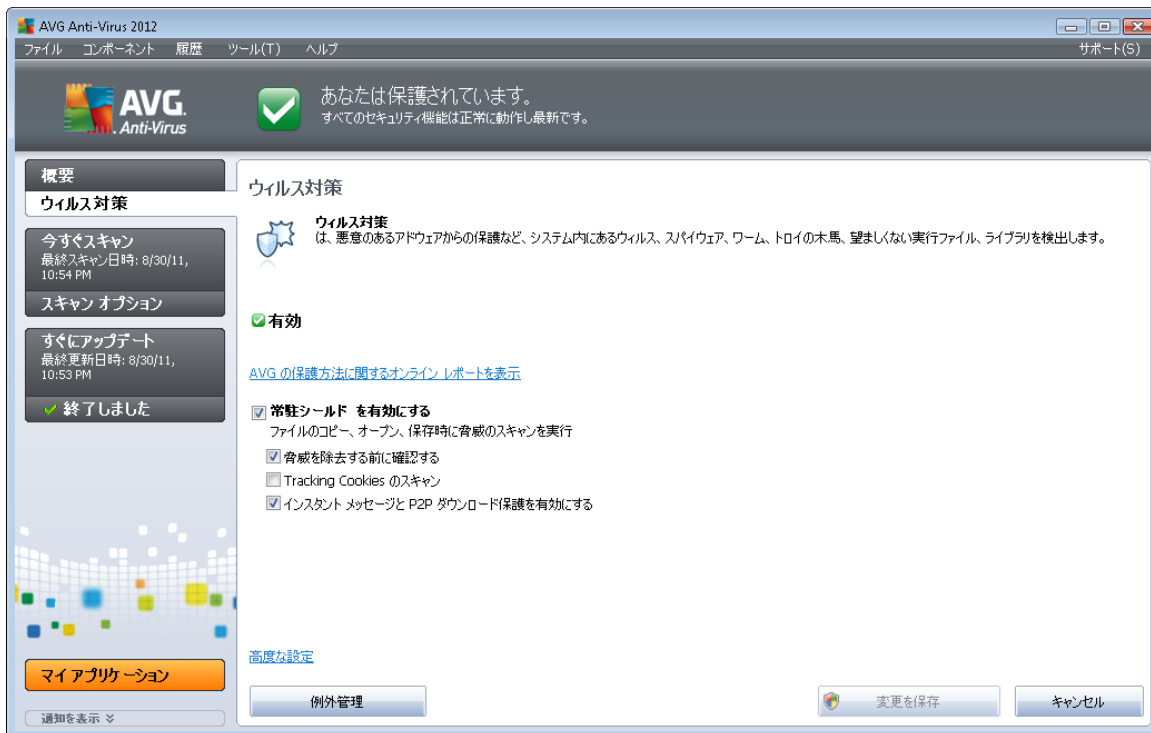 AVG Anti-Virus 2012
ファイル コンポーネント 履歴 ツール(T) ヘルプ サポート(S)
AVG.
Anti-Virus
あなたは保護されています。
すべてのセキュリティ機能は正常に動作し最新です。
概要
ウィルス対策
今すぐスキャン
最終スキャン日時: 8/30/11,
10:54 PM
スキャン オプション
すぐにアップデート
最終更新日時: 8/30/11,
10:53 PM
終了しました
マイ アプリケーション
通知を表示
ウィルス対策
ウィルス対策
は、悪意のあるアドウェアからの保護など、システム内にあるウィルス、スパイウェア、ワーム、トロイの木馬、望ましくない実行ファイル、ライブラリを検出します。
有効
AVG の保護方法に関するオンライン レポートを表示
常駐シールド を有効にする
ファイルのコピー、オープン、保存時に脅威のスキャンを実行
脅威を除去する前に確認する
Tracking Cookies のスキャン
インスタント メッセージと P2P ダウンロード保護を有効にする
高度な設定
例外管理
変更を保存
キャンセル